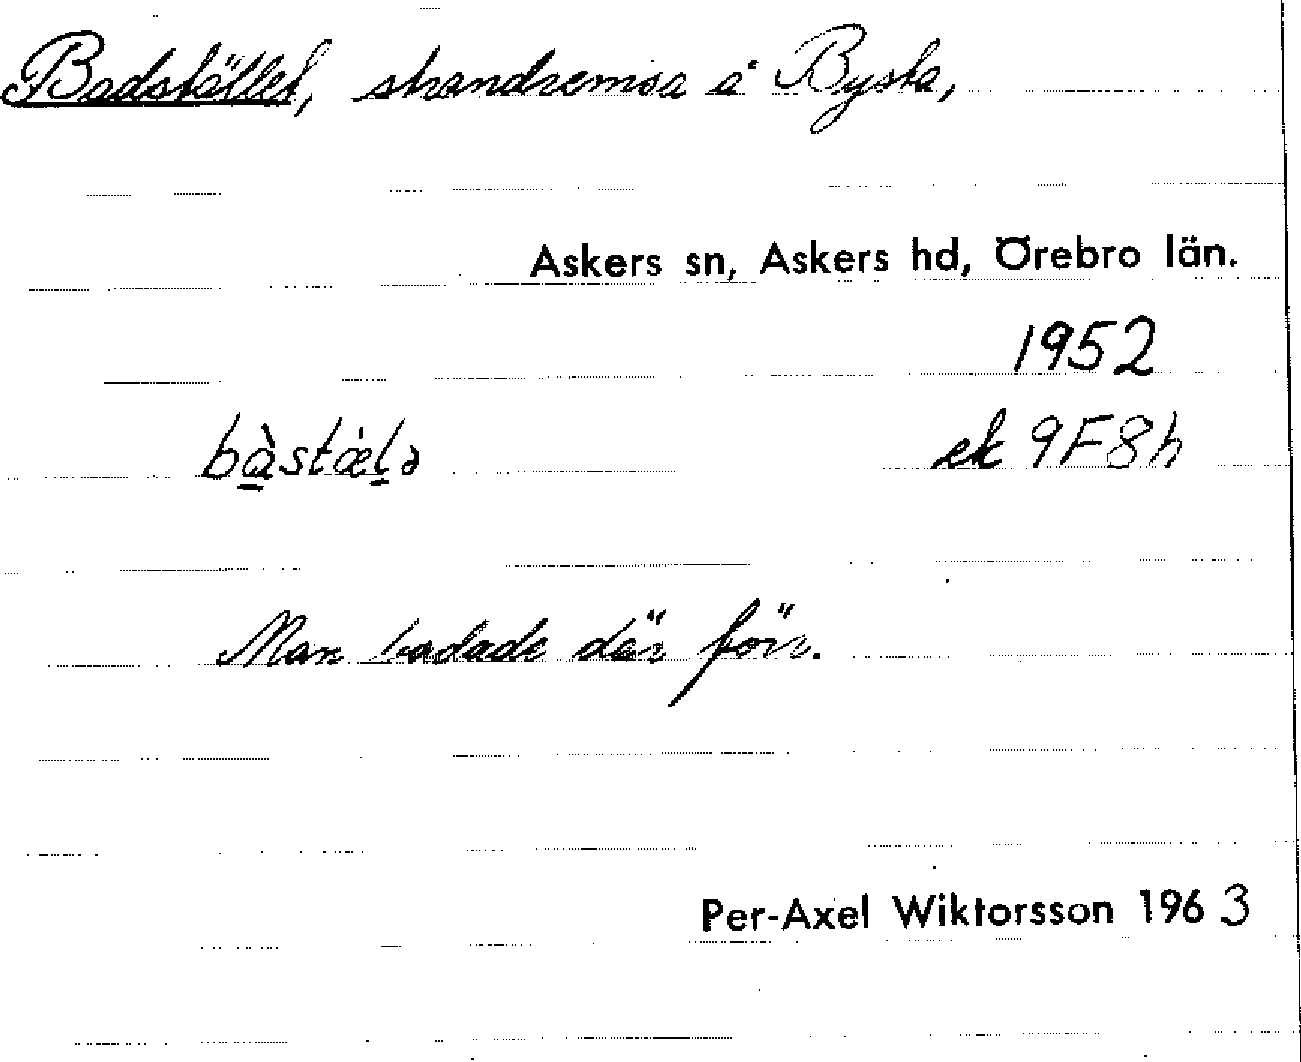 Badstället, strandremsa å Bysta,
Askers sn, Askers hd, Örebro län.
1952
bàstæ̀lə ek 9F8h
Man badade där förr.
Per-Axel Wiktorsson 1963